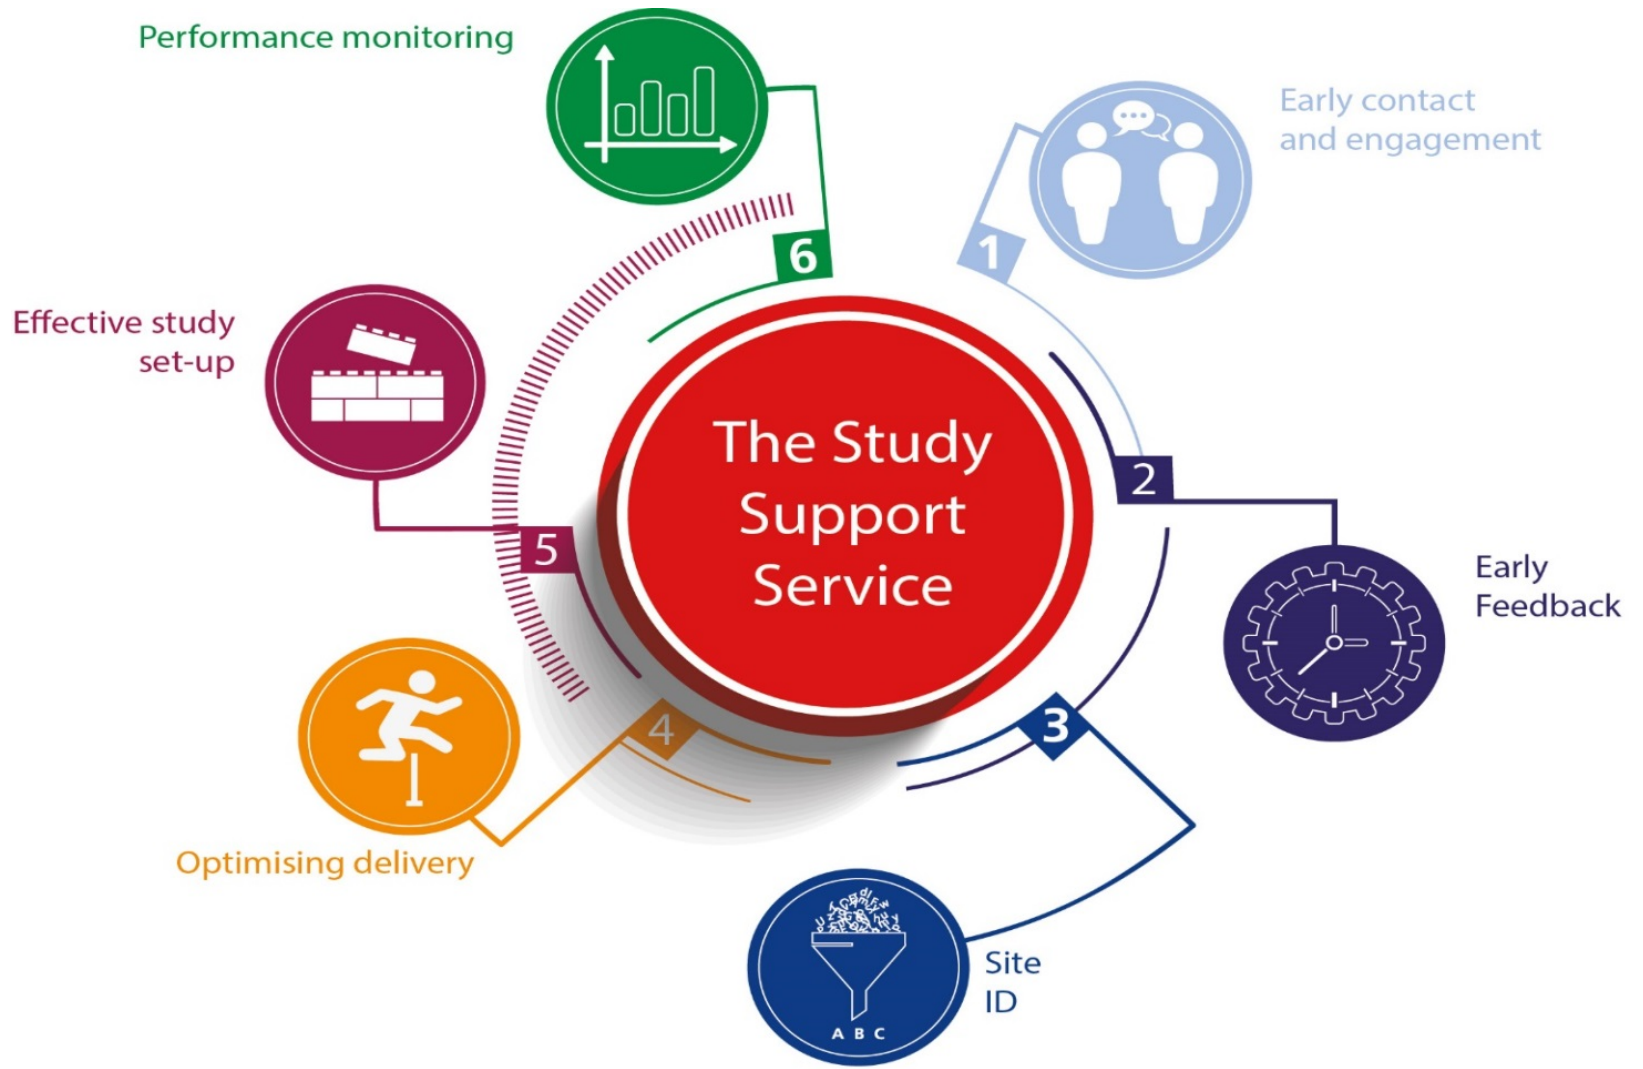 The Study
Support
Service
1
Early contact
and engagement
2
Early
Feedback
3
Site
ID
A B C
4
Optimising delivery
5
Effective study
set-up
6
Performance monitoring